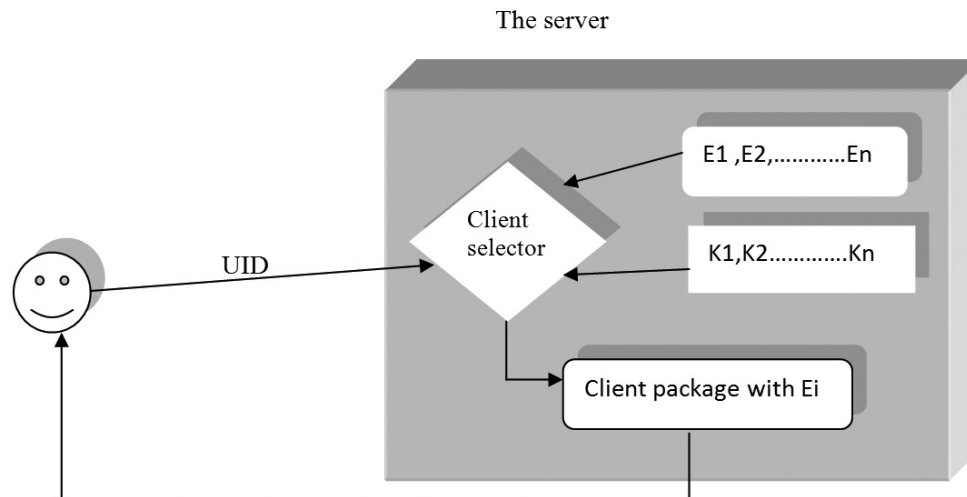 The server
E1 ,E2,…………En
Client
selector
K1,K2………….Kn
UID
Client package with Ei